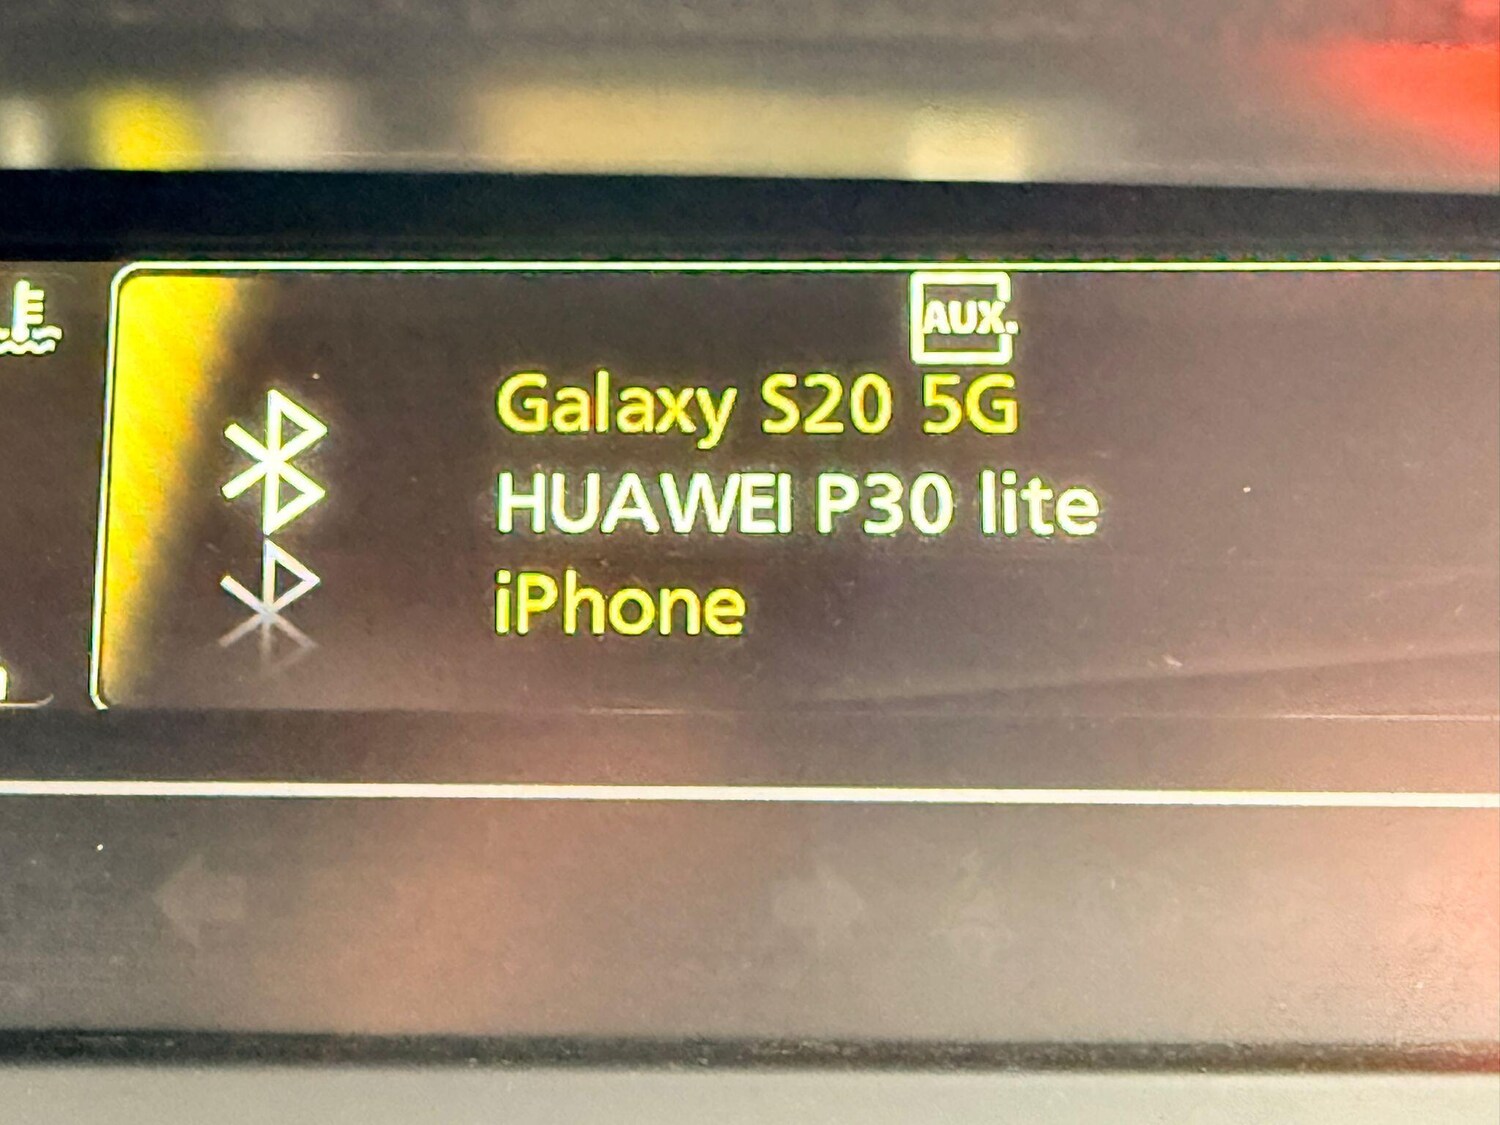 AUX.
Galaxy S20 5G
HUAWEI P30 lite
iPhone